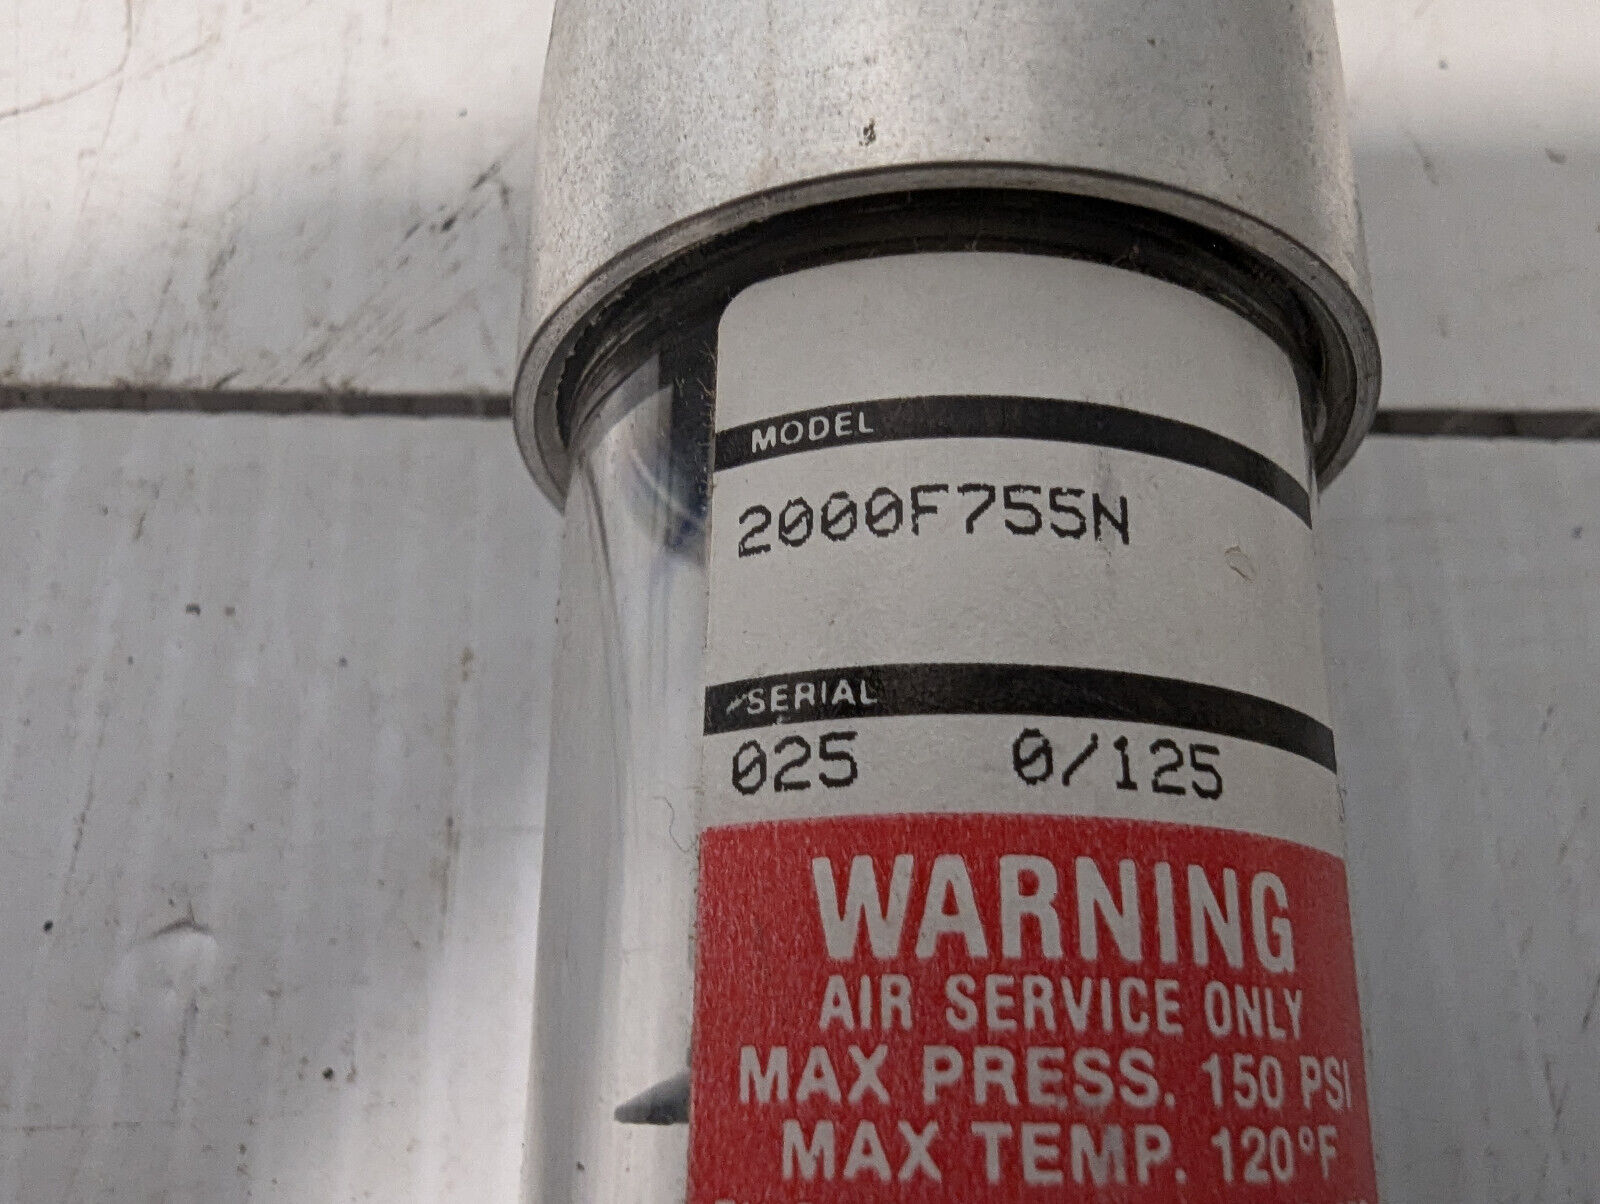 MODEL
2000F755N
SERIAL
025 0/125
WARNING
AIR SERVICE ONLY
MAX PRESS. 150 PSI
MAX TEMP. 120°F